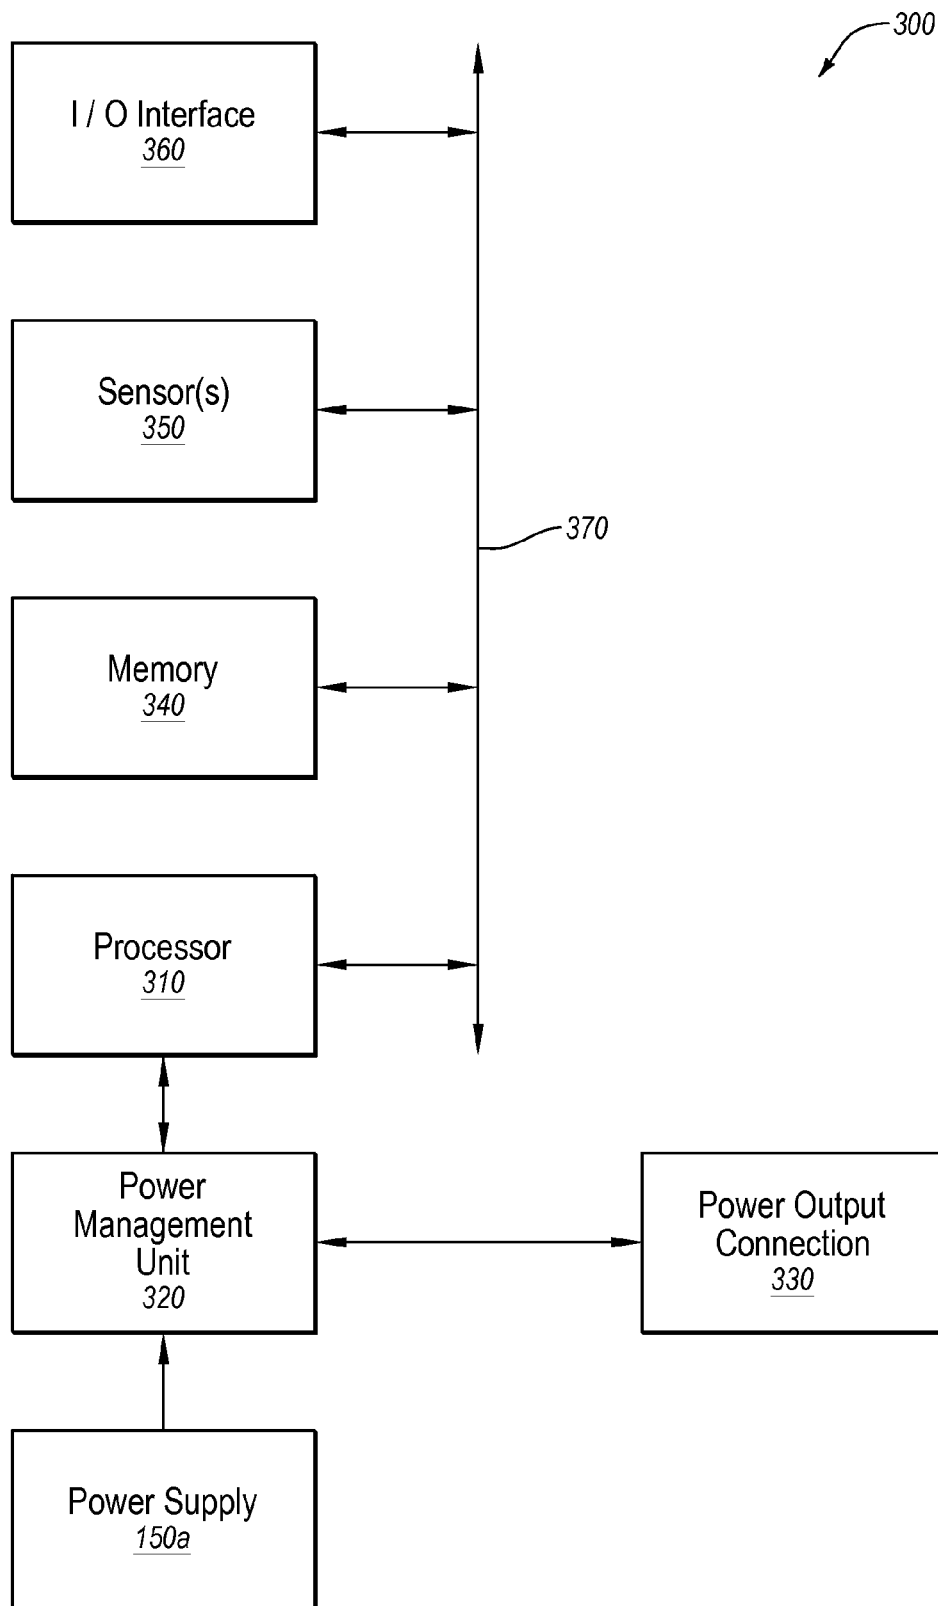 300
I / O Interface
360
Sensor(s)
350
370
Memory
340
Processor
310
Power
Management
Unit
320
Power Output
Connection
330
Power Supply
150a